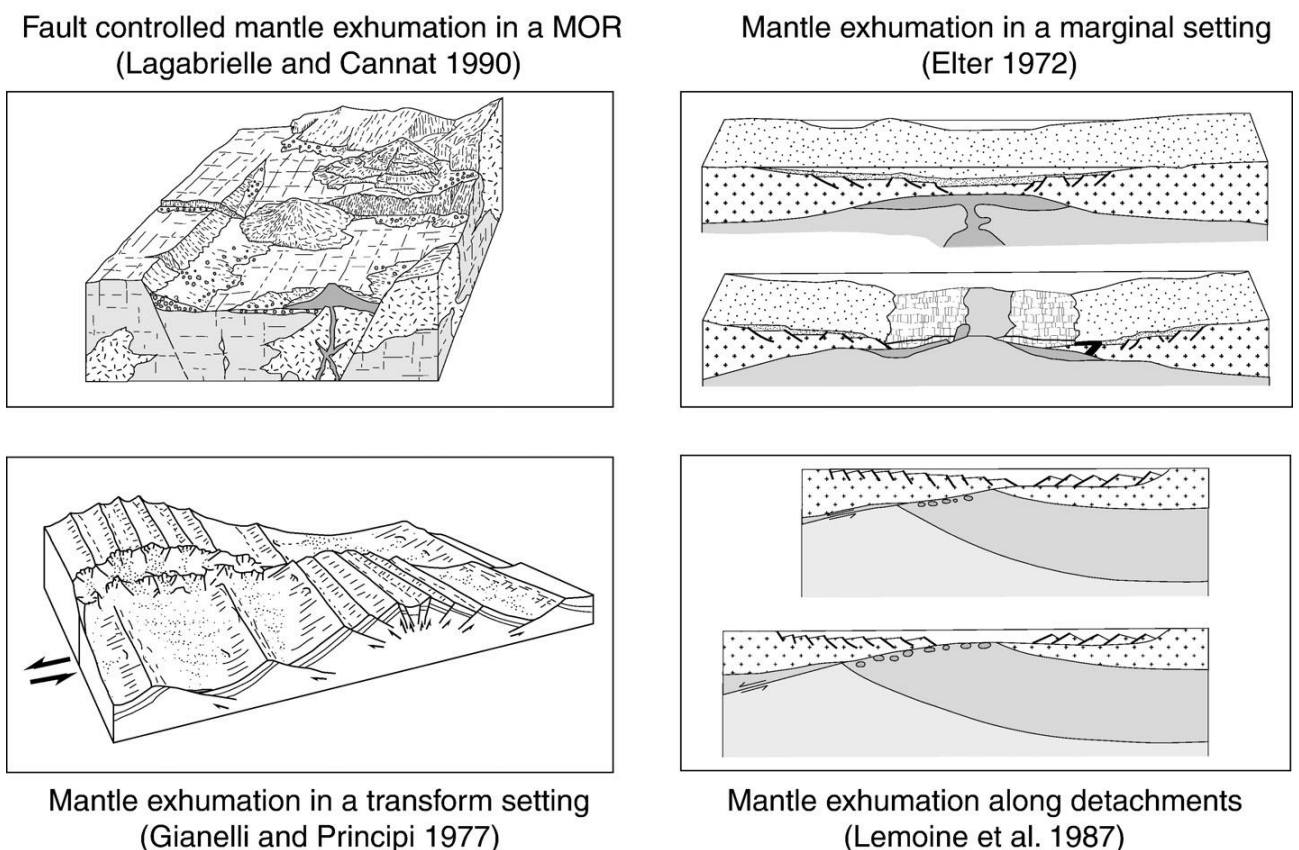 Fault controlled mantle exhumation in a MOR
(Lagabrielle and Cannat 1990)
Mantle exhumation in a marginal setting
(Elter 1972)
Mantle exhumation in a transform setting
(Gianelli and Principi 1977)
Mantle exhumation along detachments
(Lemoine et al. 1987)